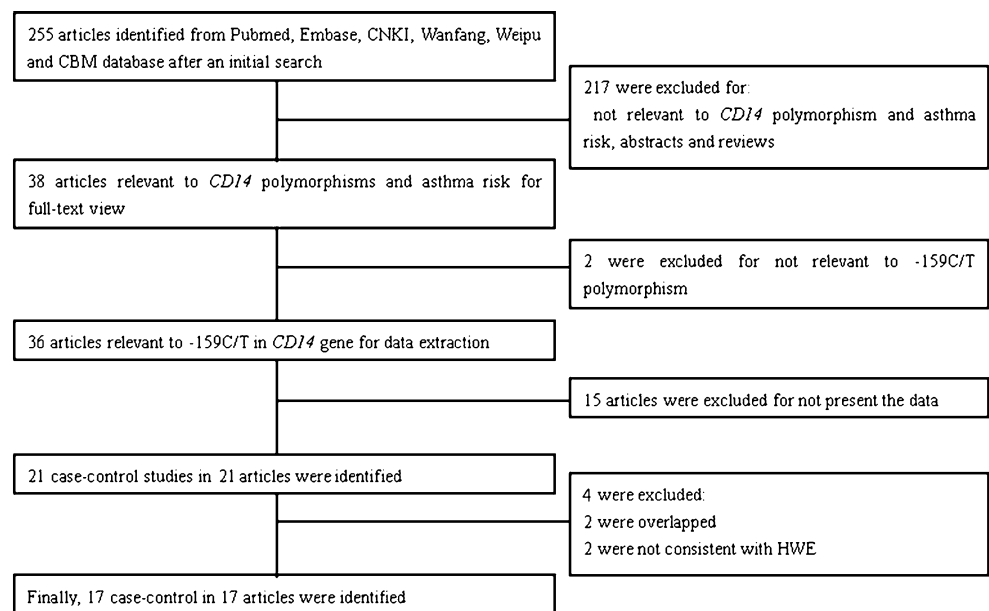 255 articles identified from Pubmed, Embase, CNKI, Wanfang, Weipu
and CBM database after an initial search
217 were excluded for:
not relevant to CD14 polymorphism and asthma
risk, abstracts and reviews
38 articles relevant to CD14 polymorphisms and asthma risk for
full-text view
2 were excluded for not relevant to -159C/T
polymorphism
36 articles relevant to -159C/T in CD14 gene for data extraction
15 articles were excluded for not present the data
21 case-control studies in 21 articles were identified
4 were excluded:
2 were overlapped
2 were not consistent with HWE
Finally, 17 case-control in 17 articles were identified